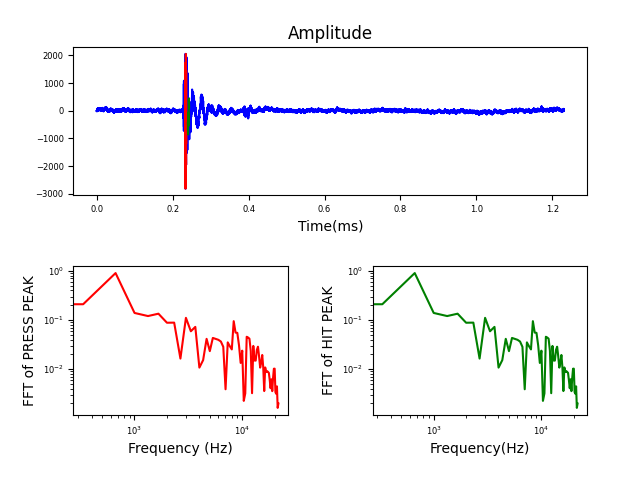 Amplitude
2000
1000
0
−1000
−2000
−3000
0.0 0.2 0.4 0.6 0.8 1.0 1.2
Time(ms)
FFT of PRESS PEAK
10⁰
10⁻¹
10⁻²
10³ 10⁴
Frequency (Hz)
FFT of HIT PEAK
10⁰
10⁻¹
10⁻²
10³ 10⁴
Frequency(Hz)